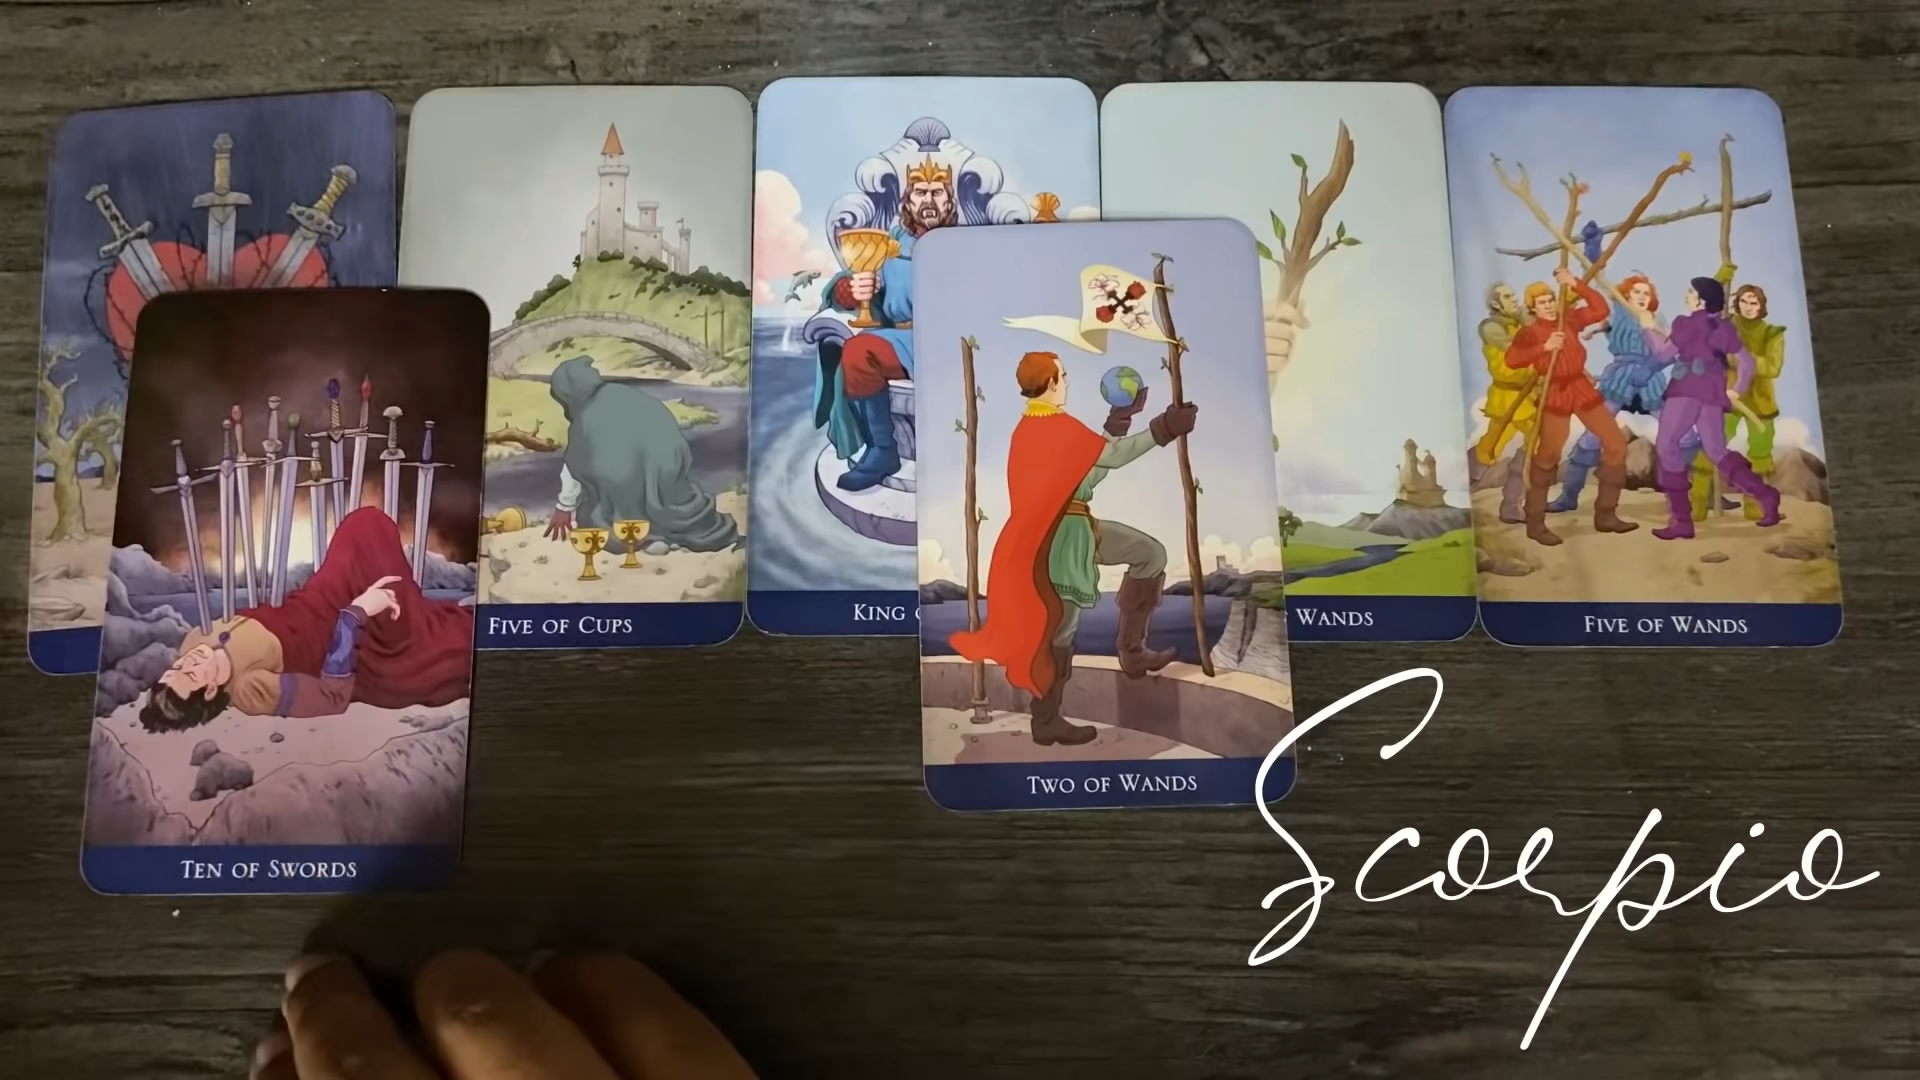 FIVE OF CUPS
KING
WANDS
FIVE OF WANDS
TWO OF WANDS
TEN OF SWORDS
Scorpio